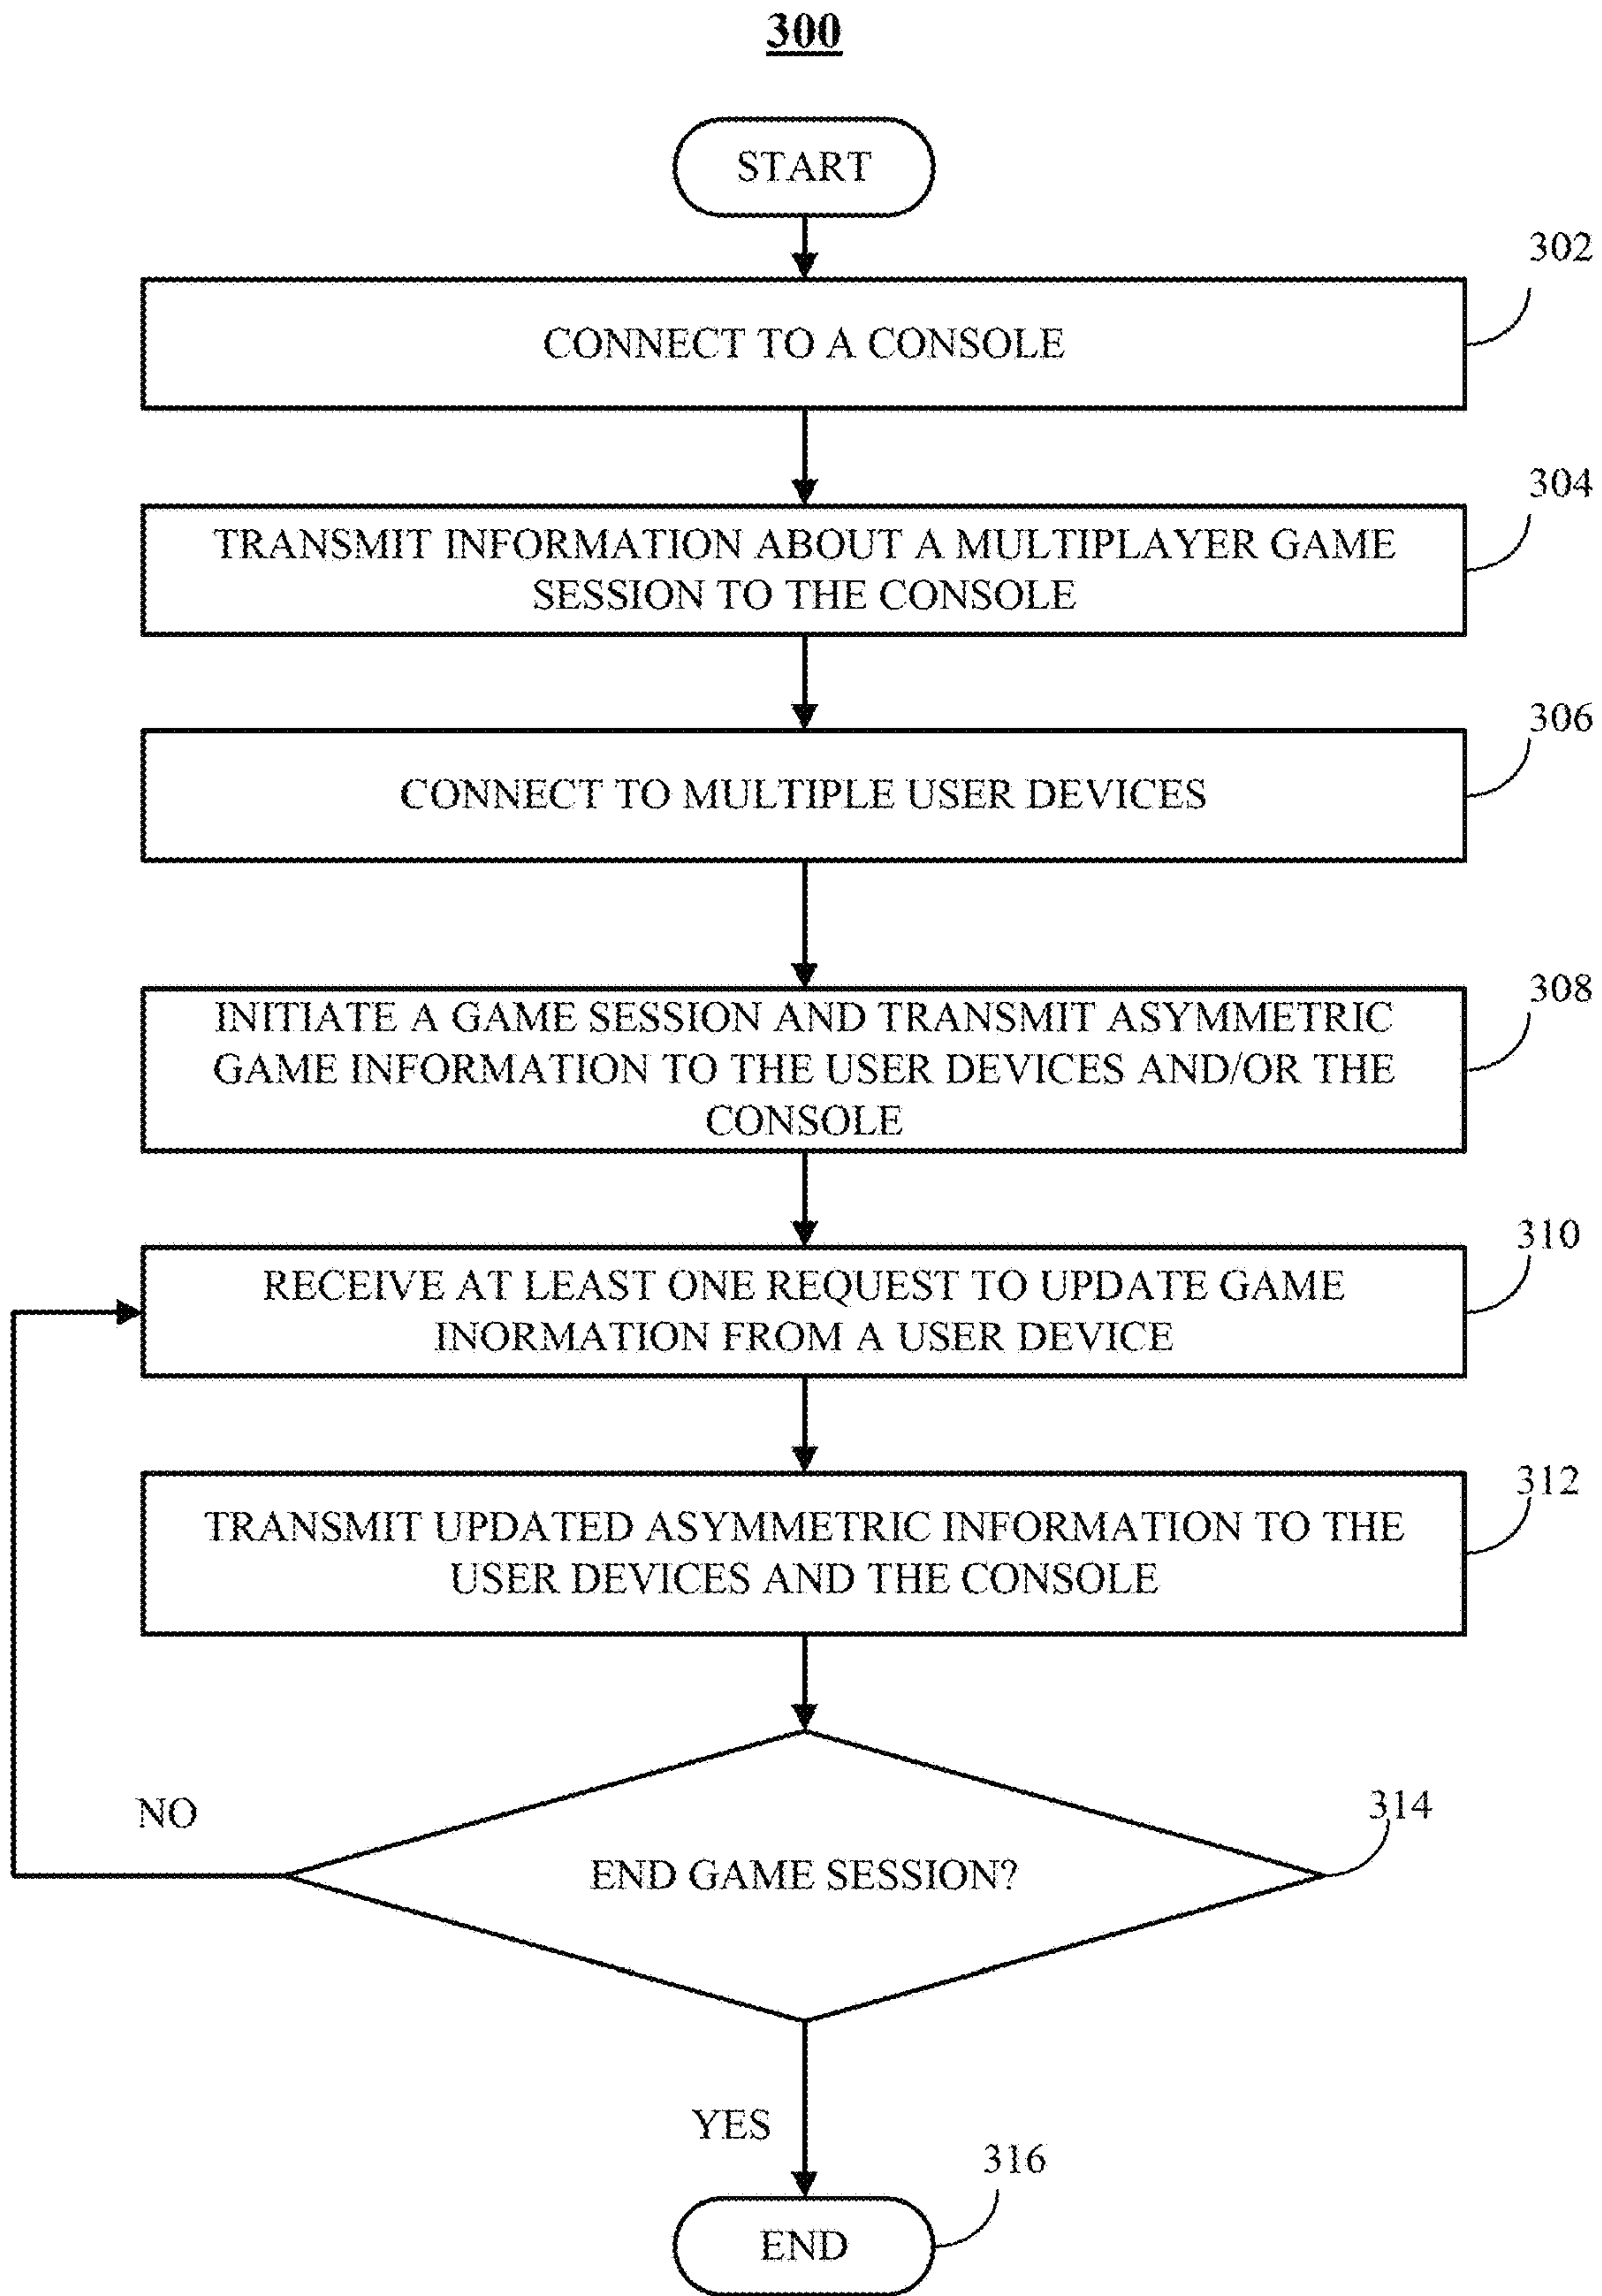 300
START
302
CONNECT TO A CONSOLE
304
TRANSMIT INFORMATION ABOUT A MULTIPLAYER GAME
SESSION TO THE CONSOLE
306
CONNECT TO MULTIPLE USER DEVICES
308
INITIATE A GAME SESSION AND TRANSMIT ASYMMETRIC
GAME INFORMATION TO THE USER DEVICES AND/OR THE
CONSOLE
310
RECEIVE AT LEAST ONE REQUEST TO UPDATE GAME
INORMATION FROM A USER DEVICE
312
TRANSMIT UPDATED ASYMMETRIC INFORMATION TO THE
USER DEVICES AND THE CONSOLE
NO
314
END GAME SESSION?
YES
316
END